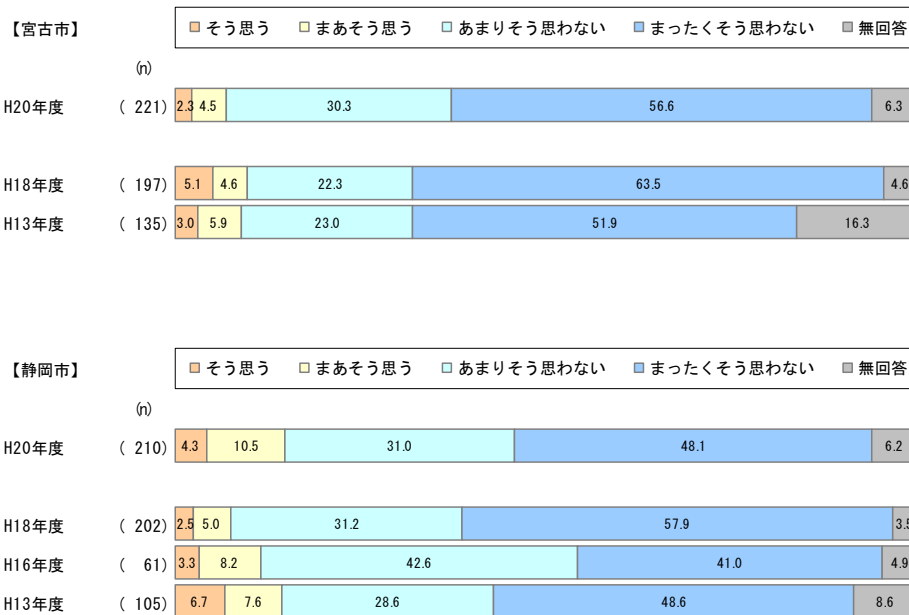 【宮古市】 そう思う まあそう思う あまりそう思わない まったくそう思わない 無回答
(n)
H20年度 ( 221) 2.3 4.5 30.3 56.6 6.3
H18年度 ( 197) 5.1 4.6 22.3 63.5 4.6
H13年度 ( 135) 3.0 5.9 23.0 51.9 16.3
【静岡市】 そう思う まあそう思う あまりそう思わない まったくそう思わない 無回答
(n)
H20年度 ( 210) 4.3 10.5 31.0 48.1 6.2
H18年度 ( 202) 2.5 5.0 31.2 57.9 3.5
H16年度 ( 61) 3.3 8.2 42.6 41.0 4.9
H13年度 ( 105) 6.7 7.6 28.6 48.6 8.6